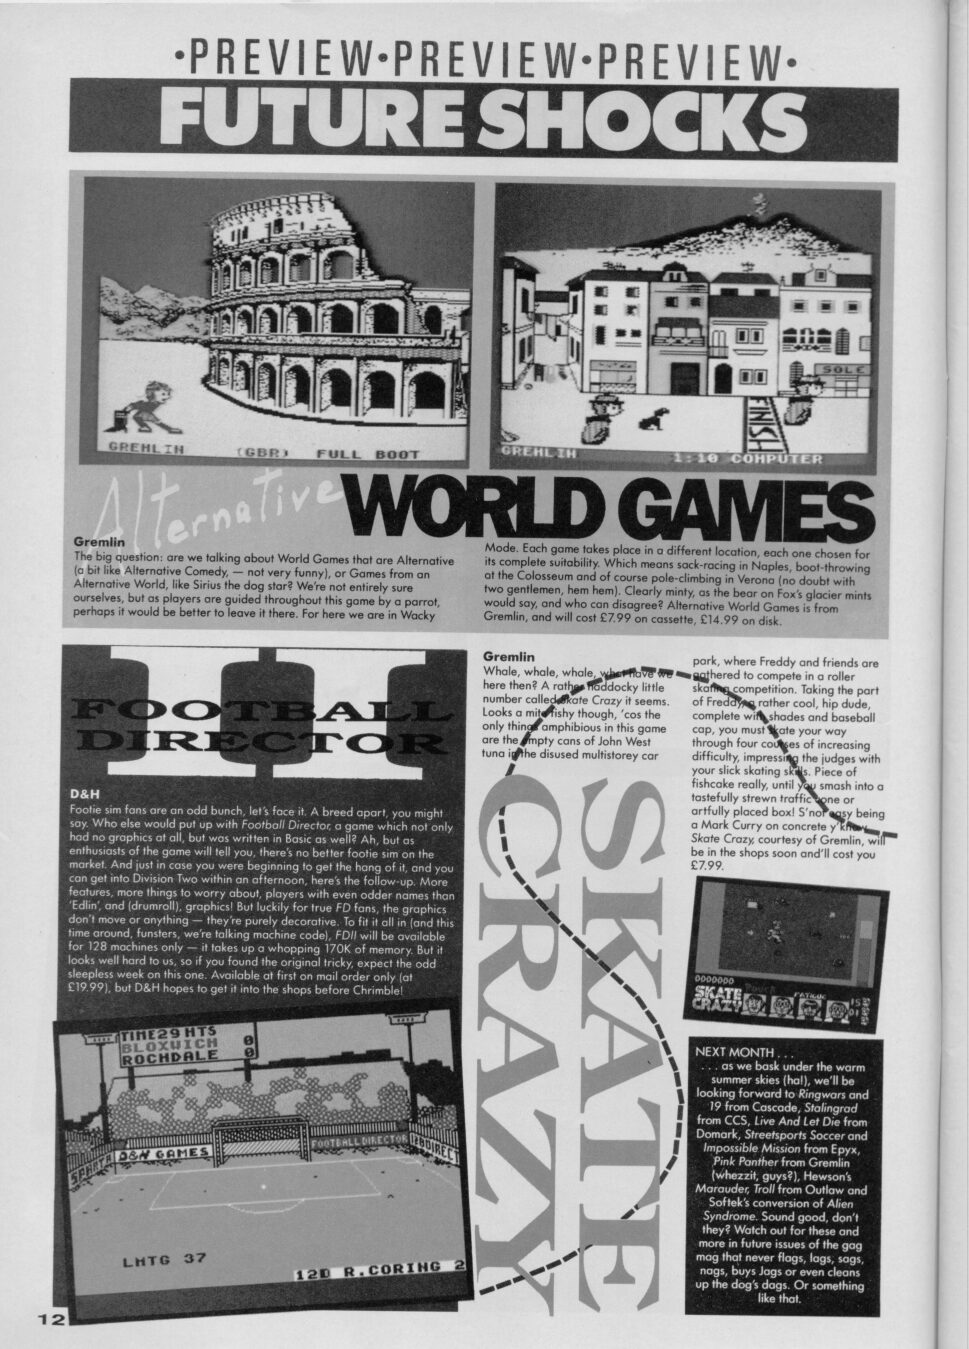 ·PREVIEW·PREVIEW·PREVIEW·
FUTURE SHOCKS
GREMLIN (GBR) FULL BOOT
SOLE
FINISH
GREMLIN 1:10 COMPUTER
Alternative WORLD GAMES
Gremlin
The big question: are we talking about World Games that are Alternative
(a bit like Alternative Comedy, — not very funny), or Games from an
Alternative World, like Sirius the dog star? We're not entirely sure
ourselves, but as players are guided throughout this game by a parrot,
perhaps it would be better to leave it there. For here we are in Wacky
Mode. Each game takes place in a different location, each one chosen for
its complete suitability. Which means sack-racing in Naples, boot-throwing
at the Colosseum and of course pole-climbing in Verona (no doubt with
two gentlemen, hem hem). Clearly minty, as the bear on Fox's glacier mints
would say, and who can disagree? Alternative World Games is from
Gremlin, and will cost £7.99 on cassette, £14.99 on disk.
II
FOOTBALL
DIRECTOR
D&H
Footie sim fans are an odd bunch, let's face it. A breed apart, you might
say. Who else would put up with Football Director, a game which not only
had no graphics at all, but was written in Basic as well? Ah, but as
enthusiasts of the game will tell you, there's no better footie sim on the
market. And just in case you were beginning to get the hang of it, and you
can get into Division Two within an afternoon, here's the follow-up. More
features, more things to worry about, players with even odder names than
'Edlin', and (drumroll), graphics! But luckily for true FD fans, the graphics
don't move or anything — they're purely decorative. To fit it all in (and this
time around, funsters, we're talking machine code), FDII will be available
for 128 machines only — it takes up a whopping 170K of memory. But it
looks well hard to us, so if you found the original tricky, expect the odd
sleepless week on this one. Available at first on mail order only (at
£19.99), but D&H hopes to get it into the shops before Chrimble!
TIME29 HTS
BLOXWICH 0
ROCHDALE 0
SPARTA D&H GAMES FOOTBALL DIRECTOR
LHTG 37
12D R.CORING 2
Gremlin
Whale, whale, whale, what have we
here then? A rather haddocky little
number called Skate Crazy it seems.
Looks a mite fishy though, 'cos the
only things amphibious in this game
are the empty cans of John West
tuna in the disused multistorey car
park, where Freddy and friends are
gathered to compete in a roller
skating competition. Taking the part
of Freddy, a rather cool, hip dude,
complete with shades and baseball
cap, you must skate your way
through four courses of increasing
difficulty, impressing the judges with
your slick skating skills. Piece of
fishcake really, until you smash into a
tastefully strewn traffic cone or
artfully placed box! S'not easy being
a Mark Curry on concrete y'know.
Skate Crazy, courtesy of Gremlin, will
be in the shops soon and'll cost you
£7.99.
SKATE
CRAZY
0000000
SKATE
CRAZY
NEXT MONTH . . .
. . . as we bask under the warm
summer skies (ha!), we'll be
looking forward to Ringwars and
19 from Cascade, Stalingrad
from CCS, Live And Let Die from
Domark, Streetsports Soccer and
Impossible Mission from Epyx,
Pink Panther from Gremlin
(whezzit, guys?), Hewson's
Marauder, Troll from Outlaw and
Softek's conversion of Alien
Syndrome. Sound good, don't
they? Watch out for these and
more in future issues of the gag
mag that never flags, lags, sags,
nags, buys Jags or even cleans
up the dog's dags. Or something
like that.
12